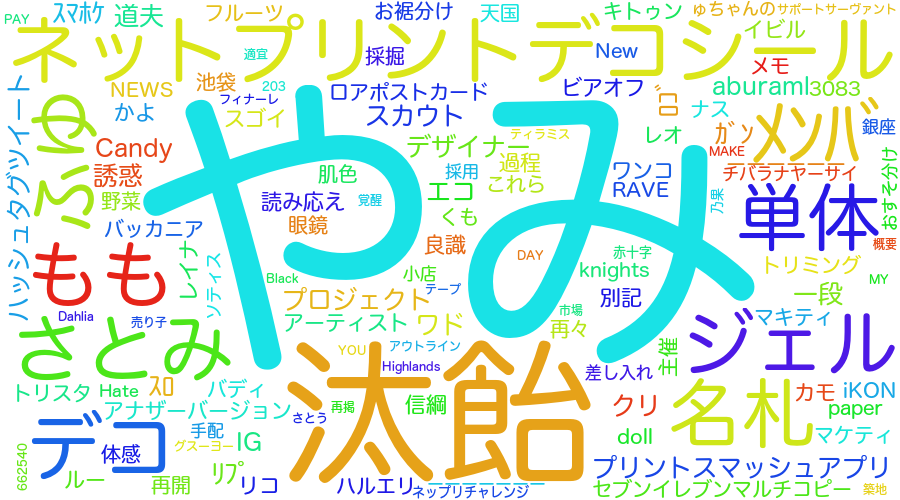 PAY
ｽﾏﾎｹ
道夫
フルーツ
お裾分け
天国
キトゥン
ゅちゃんの
サポートサーヴァント
ネットプリントデコシール
適宜
採掘
New
イビル
メモ
NEWS
池袋
203
フィナーレ
ロアポストカード
ビアオフ
aburaml
3083
かよ
スゴイ
スカウト
ナス
銀座
ハッシュタグツイート
ふゆ
Candy
誘惑
野菜
やみ
デザイナー
ティラミス
過程
これら
レオ
ｶﾞﾝ
メンバ
MAKE
チバラナヤーサイ
おすそ分け
肌色
エコ
採用
ワンコ
RAVE
読み応え
覚醒
眼鏡
くも
乃果
単体
バッカニア
良識
DAY
赤十字
概要
もも
レイナ
ソティス
Black
小店
knights
トリミング
MY
プロジェクト
テープ
別記
一段
Dahlia
売り子
アーティスト
ワド
市場
再々
マキティ
さとみ
YOU
アウトライン
Highlands
差し入れ
主催
ジェル
汰飴
トリスタ
Hate
ｽﾛ
バディ
カモ
iKON
アナザーバージョン
再掲
さとう
信綱
クリ
名札
paper
デコ
体感
手配
IG
グスーヨー
doll
マケティ
662540
ルー
再開
ﾘﾌﾟ
リコ
ハルエリ
ネップリチャレンジ
プリントスマッシュアプリ
セブンイレブンマルチコピー
築地